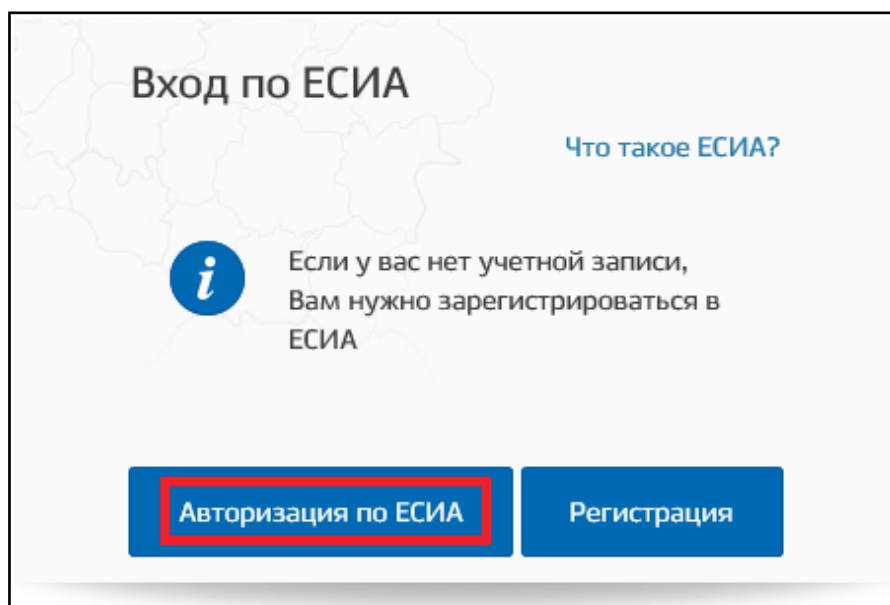 Вход по ЕСИА
Что такое ЕСИА?
i
Если у вас нет учетной записи,
Вам нужно зарегистрироваться в
ЕСИА
Авторизация по ЕСИА
Регистрация